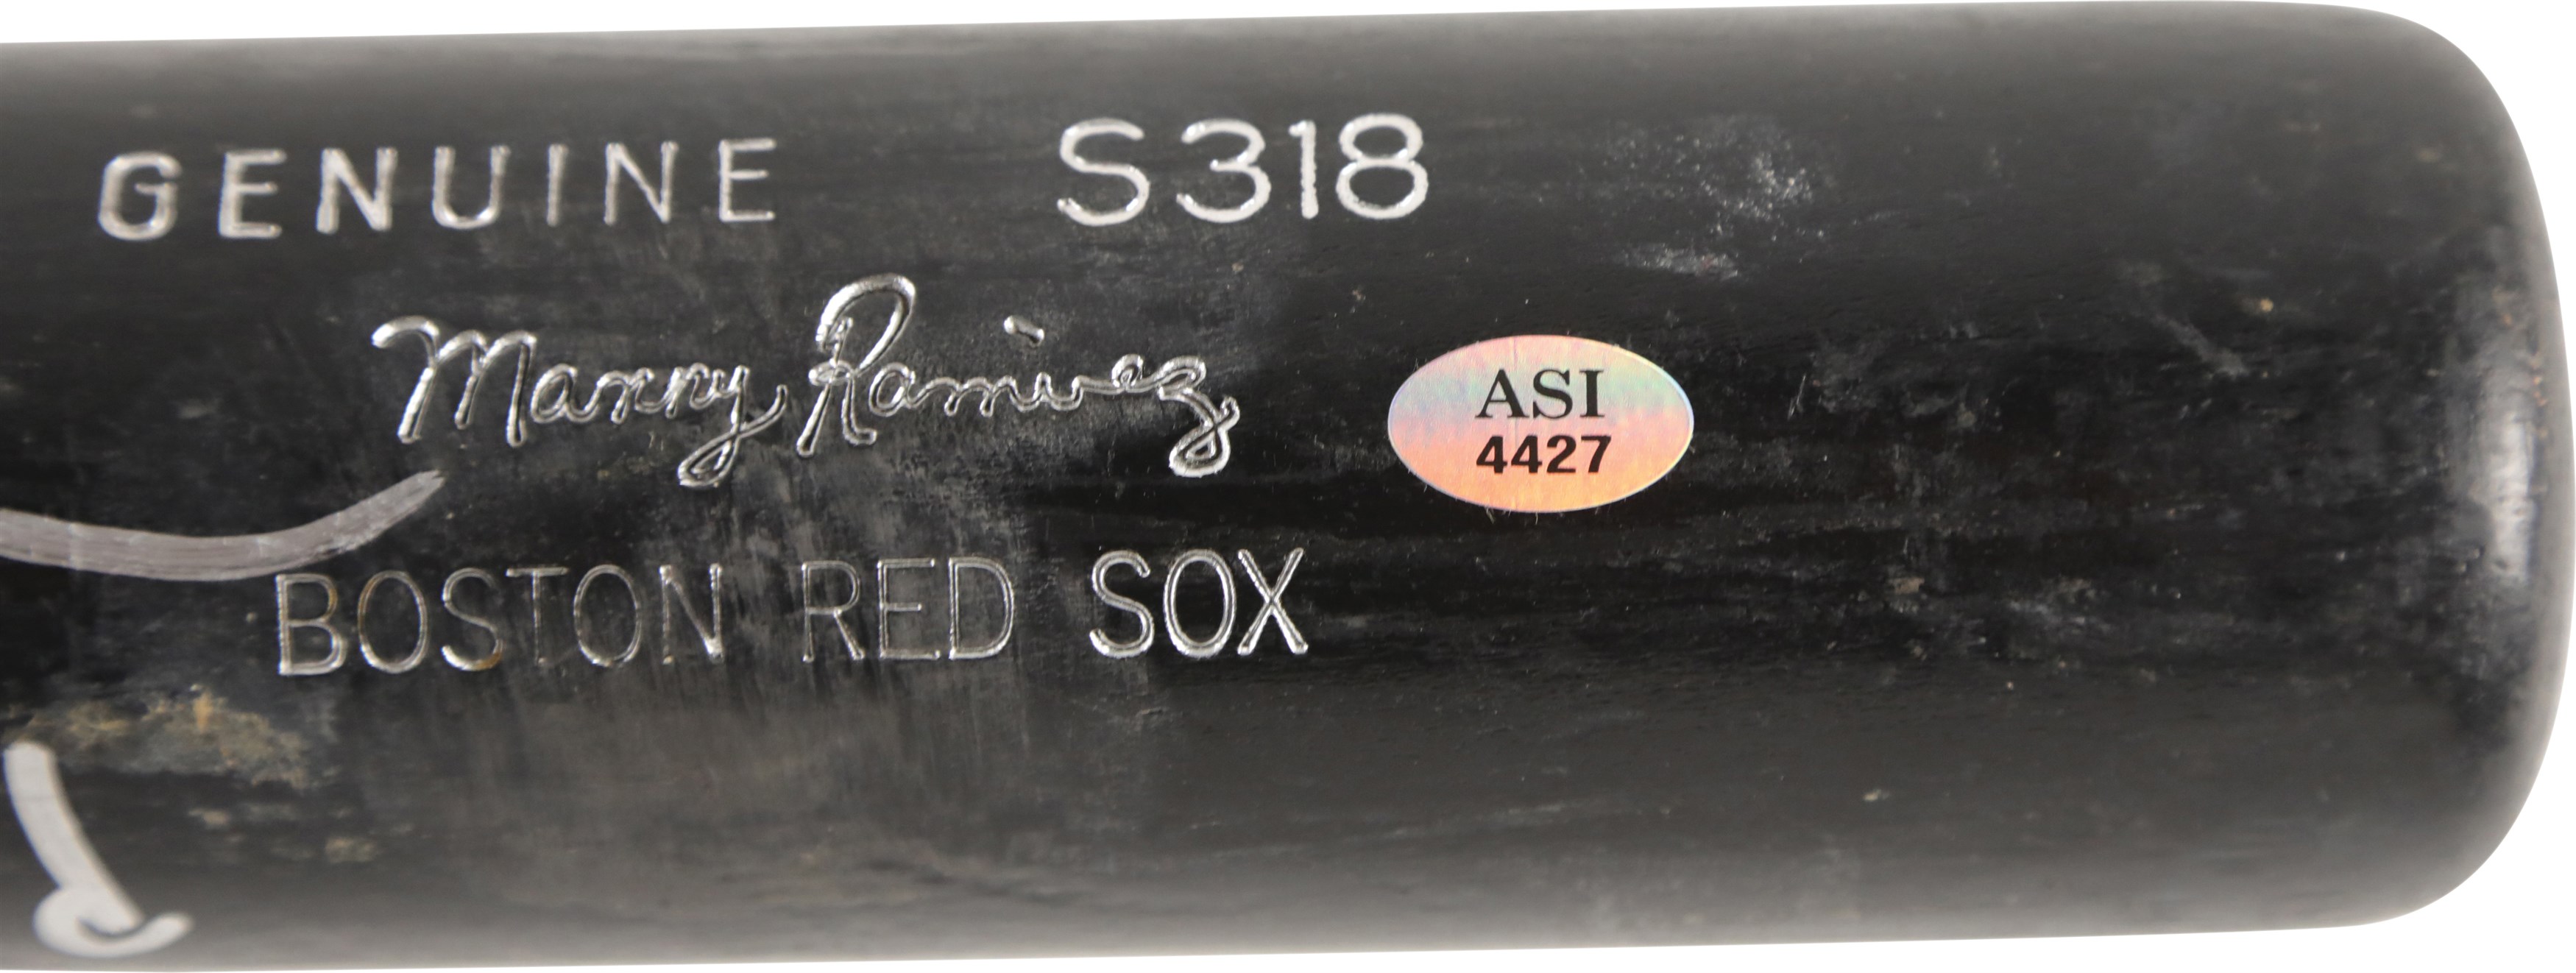 GENUINE S318
Manny Ramirez
ASI
4427
BOSTON RED SOX